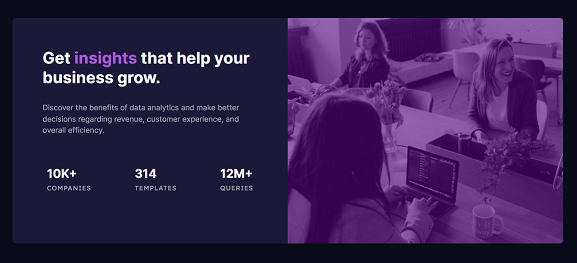 Get insights that help your
business grow.
Discover the benefits of data analytics and make better
decisions regarding revenue, customer experience, and
overall efficiency.
10K+
COMPANIES
314
TEMPLATES
12M+
QUERIES